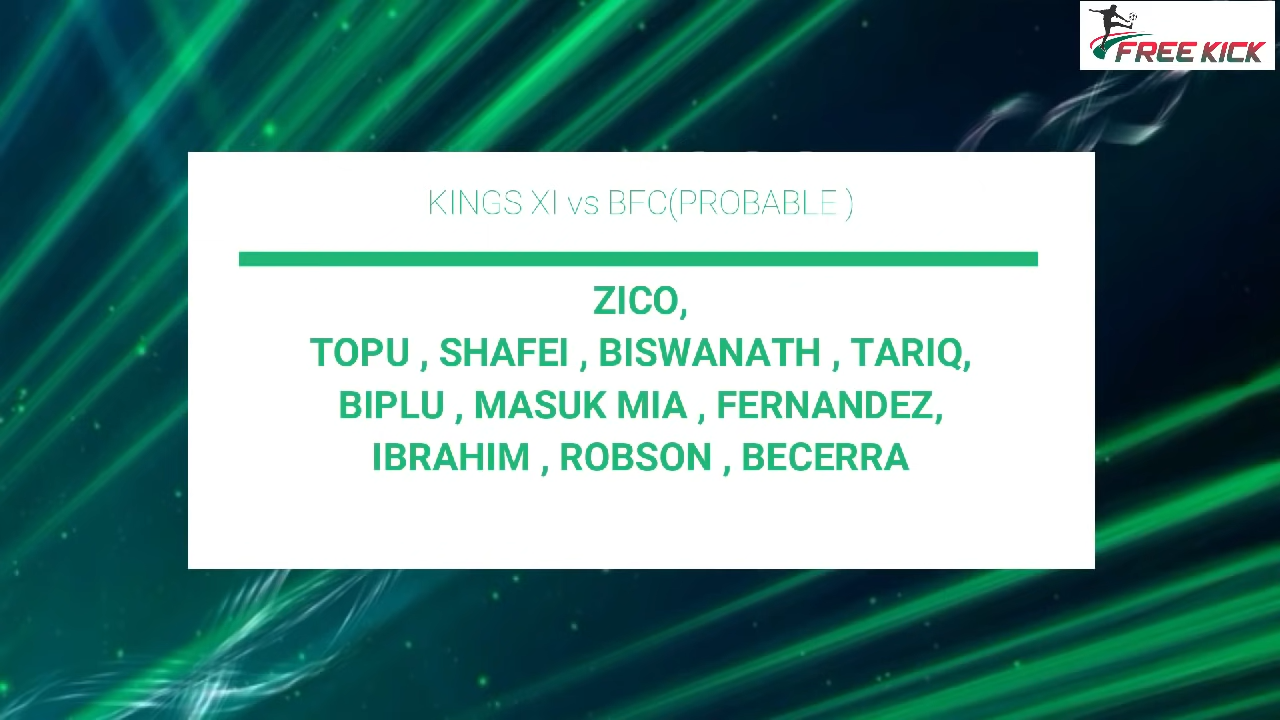 FREE KICK
KINGS XI vs BFC(PROBABLE )
ZICO,
TOPU , SHAFEI , BISWANATH , TARIQ,
BIPLU , MASUK MIA , FERNANDEZ,
IBRAHIM , ROBSON , BECERRA